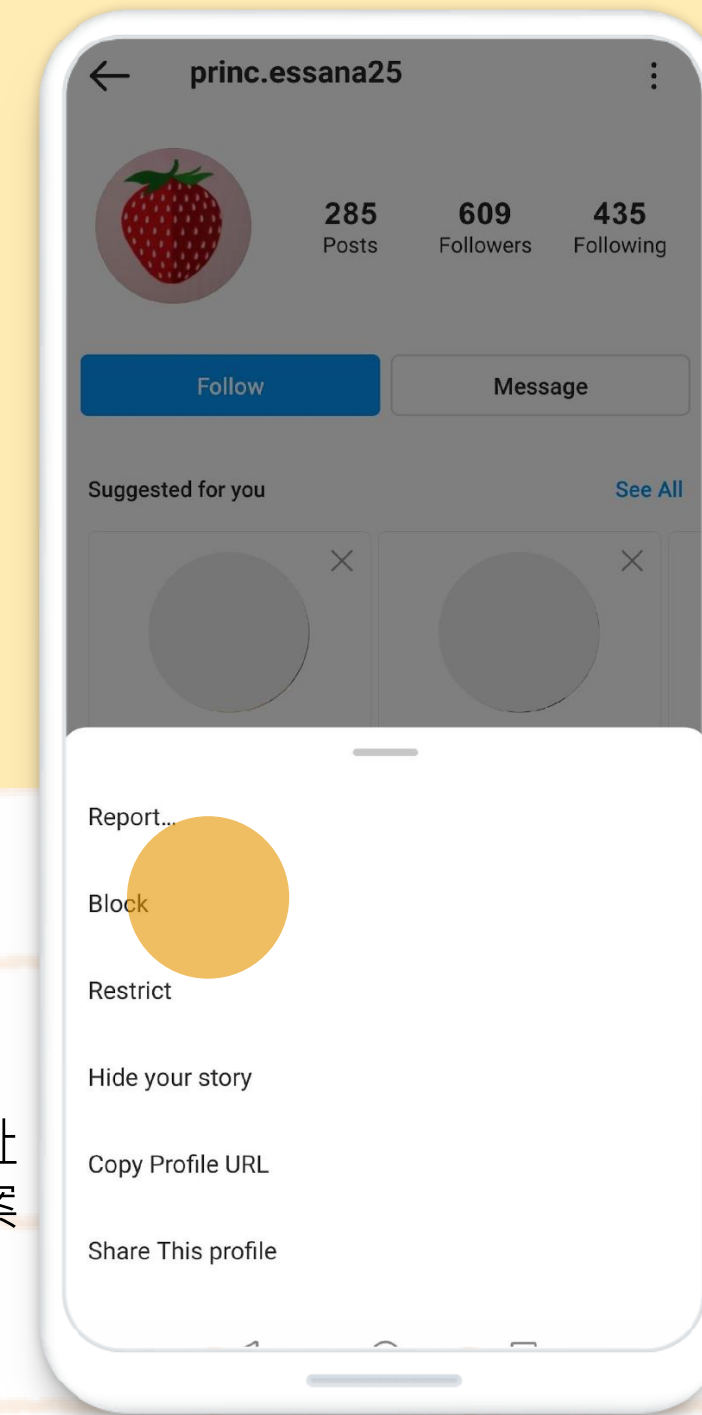 princ.essana25
285 609 435
Posts Followers Following
Follow Message
Suggested for you See All
Report...
Block
Restrict
Hide your story
Copy Profile URL
Share This profile